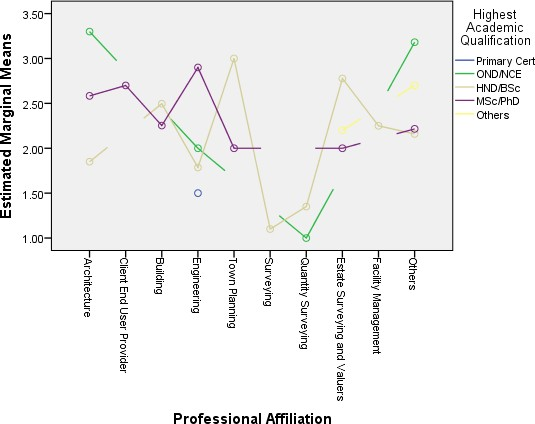 Highest
Academic
Qualification
Primary Cert
OND/NCE
HND/BSc
MSc/PhD
Others
Estimated Marginal Means
3.50
3.00
2.50
2.00
1.50
1.00
Architecture
Client End User Provider
Building
Engineering
Town Planning
Surveying
Quantity Surveying
Estate Surveying and Valuers
Facility Management
Others
Professional Affiliation